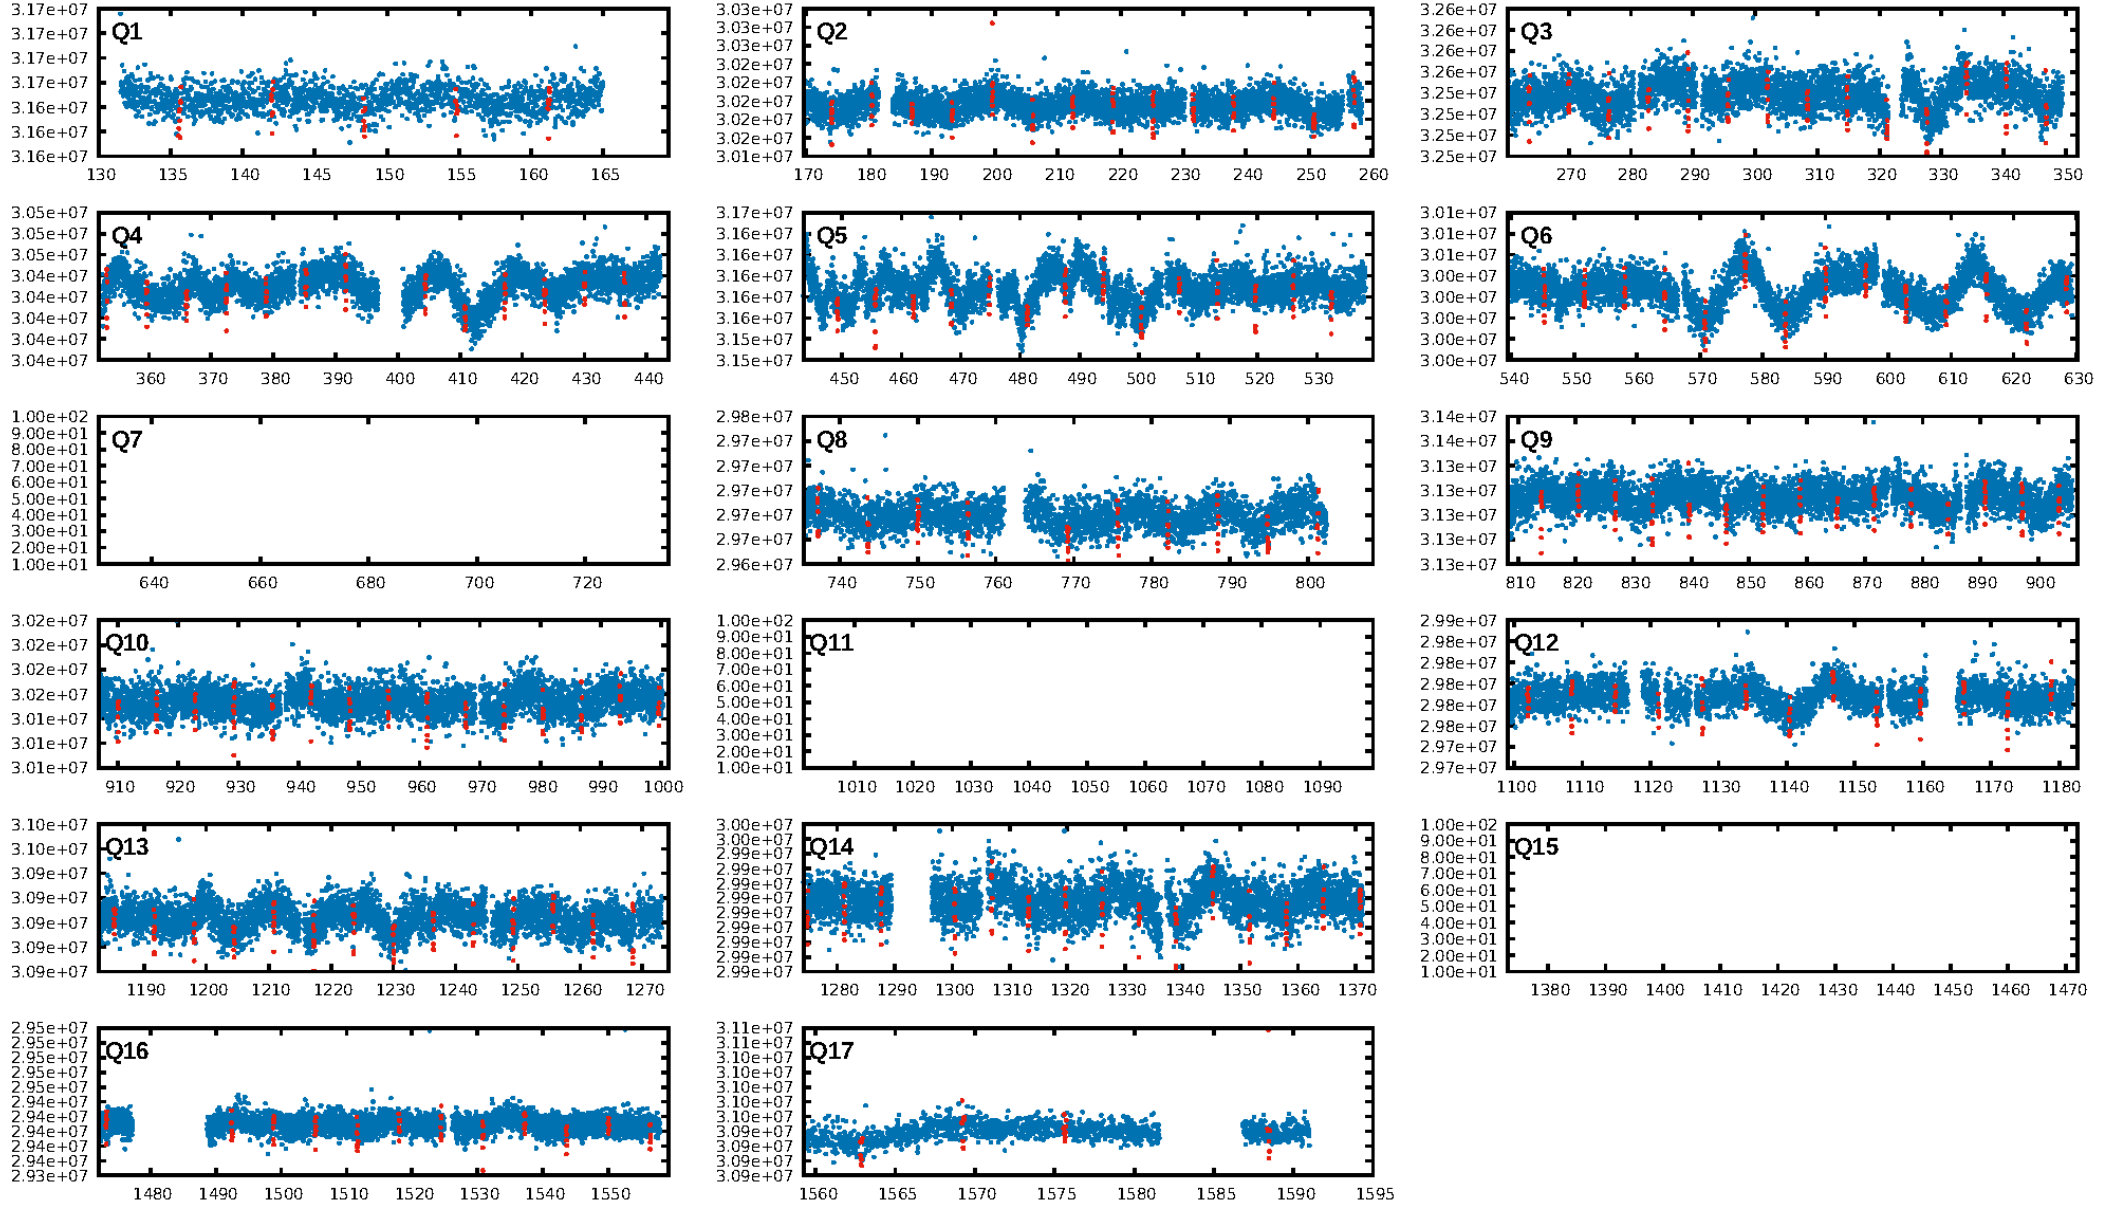 3.17e+07 3.17e+07 3.17e+07 3.17e+07 3.16e+07 3.16e+07 3.16e+07
Q1
130 135 140 145 150 155 160 165
3.03e+07 3.03e+07 3.03e+07 3.02e+07 3.02e+07 3.02e+07 3.02e+07 3.02e+07 3.01e+07
Q2
170 180 190 200 210 220 230 240 250 260
3.26e+07 3.26e+07 3.26e+07 3.26e+07 3.25e+07 3.25e+07 3.25e+07 3.25e+07
Q3
270 280 290 300 310 320 330 340 350
3.05e+07 3.05e+07 3.05e+07 3.04e+07 3.04e+07 3.04e+07 3.04e+07 3.04e+07
Q4
360 370 380 390 400 410 420 430 440
3.17e+07 3.16e+07 3.16e+07 3.16e+07 3.16e+07 3.16e+07 3.15e+07 3.15e+07
Q5
450 460 470 480 490 500 510 520 530
3.01e+07 3.01e+07 3.01e+07 3.00e+07 3.00e+07 3.00e+07 3.00e+07 3.00e+07
Q6
540 550 560 570 580 590 600 610 620 630
1.00e+02 9.00e+01 8.00e+01 7.00e+01 6.00e+01 5.00e+01 4.00e+01 3.00e+01 2.00e+01 1.00e+01
Q7
640 660 680 700 720
2.98e+07 2.97e+07 2.97e+07 2.97e+07 2.97e+07 2.97e+07 2.96e+07
Q8
740 750 760 770 780 790 800
3.14e+07 3.14e+07 3.13e+07 3.13e+07 3.13e+07 3.13e+07 3.13e+07
Q9
810 820 830 840 850 860 870 880 890 900
3.02e+07 3.02e+07 3.02e+07 3.02e+07 3.01e+07 3.01e+07 3.01e+07
Q10
910 920 930 940 950 960 970 980 990 1000
1.00e+02 9.00e+01 8.00e+01 7.00e+01 6.00e+01 5.00e+01 4.00e+01 3.00e+01 2.00e+01 1.00e+01
Q11
1010 1020 1030 1040 1050 1060 1070 1080 1090
2.99e+07 2.98e+07 2.98e+07 2.98e+07 2.98e+07 2.98e+07 2.97e+07 2.97e+07
Q12
1100 1110 1120 1130 1140 1150 1160 1170 1180
3.10e+07 3.10e+07 3.09e+07 3.09e+07 3.09e+07 3.09e+07 3.09e+07
Q13
1190 1200 1210 1220 1230 1240 1250 1260 1270
3.00e+07 3.00e+07 2.99e+07 2.99e+07 2.99e+07 2.99e+07 2.99e+07 2.99e+07 2.99e+07 2.99e+07 2.99e+07
Q14
1280 1290 1300 1310 1320 1330 1340 1350 1360 1370
1.00e+02 9.00e+01 8.00e+01 7.00e+01 6.00e+01 5.00e+01 4.00e+01 3.00e+01 2.00e+01 1.00e+01
Q15
1380 1390 1400 1410 1420 1430 1440 1450 1460 1470
2.95e+07 2.95e+07 2.95e+07 2.95e+07 2.95e+07 2.94e+07 2.94e+07 2.94e+07 2.94e+07 2.94e+07 2.93e+07
Q16
1480 1490 1500 1510 1520 1530 1540 1550
3.11e+07 3.11e+07 3.10e+07 3.10e+07 3.10e+07 3.10e+07 3.10e+07 3.09e+07 3.09e+07 3.09e+07 3.09e+07
Q17
1560 1565 1570 1575 1580 1585 1590 1595